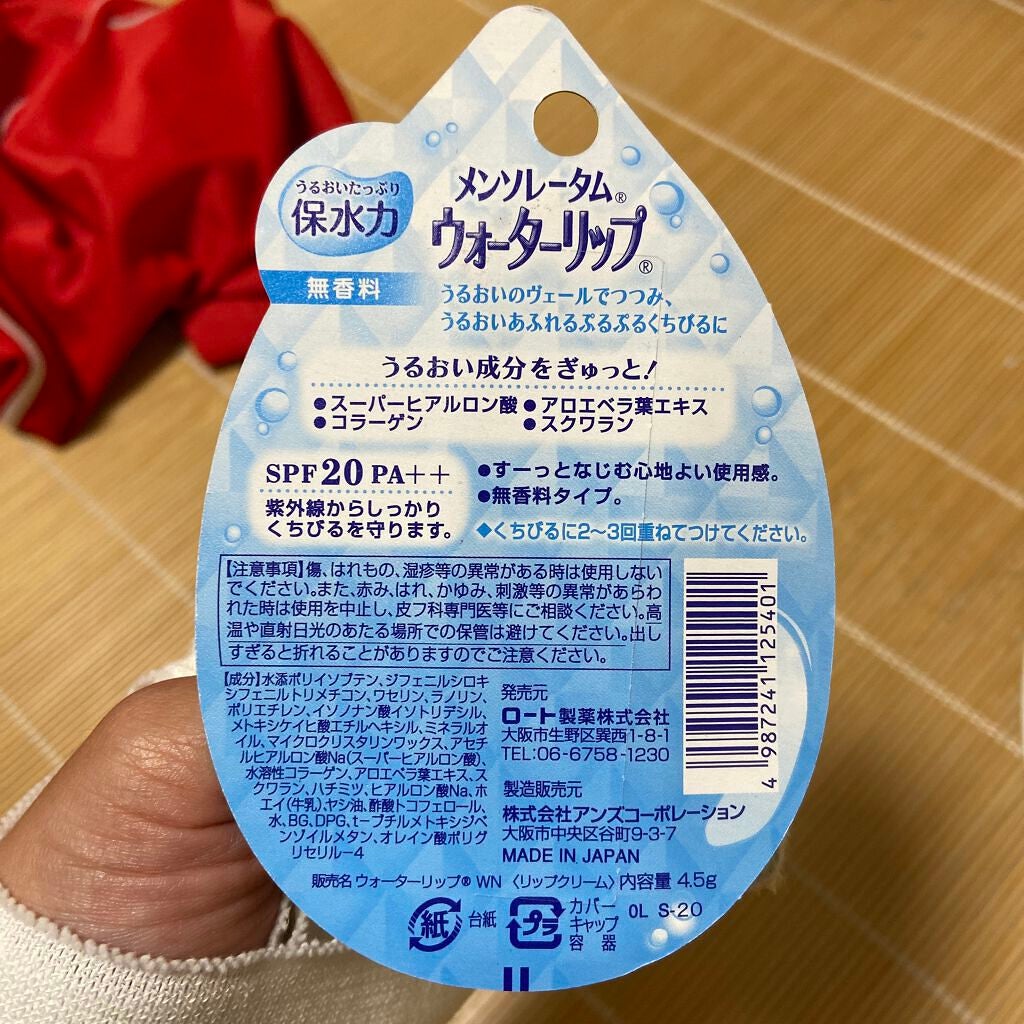 うるおいたっぷり
保水力
無香料
メンソレータム®
ウォーターリップ®
うるおいのヴェールでつつみ、
うるおいあふれるぷるぷるくちびるに
うるおい成分をぎゅっと!
●スーパーヒアルロン酸 ●アロエベラ葉エキス
●コラーゲン ●スクワラン
SPF20 PA++
紫外線からしっかり
くちびるを守ります。
●すーっとなじむ心地よい使用感。
●無香料タイプ。
◆くちびるに2〜3回重ねてつけてください。
【注意事項】傷、はれもの、湿疹等の異常がある時は使用しない
でください。また、赤み、はれ、かゆみ、刺激等の異常があらわ
れた時は使用を中止し、皮フ科専門医等にご相談ください。高
温や直射日光のあたる場所での保管は避けてください。出し
すぎると折れることがありますのでご注意ください。
【成分】水添ポリイソブテン、ジフェニルシロキ
シフェニルトリメチコン、ワセリン、ラノリン、
ポリエチレン、イソノナン酸イソトリデシル、
メトキシケイヒ酸エチルヘキシル、ミネラルオ
イル、マイクロクリスタリンワックス、アセチ
ルヒアルロン酸Na(スーパーヒアルロン酸)、
水溶性コラーゲン、アロエベラ葉エキス、ス
クワラン、ハチミツ、ヒアルロン酸Na、ホ
エイ(牛乳)、ヤシ油、酢酸トコフェロール、
水、BG、DPG、t-ブチルメトキシジベ
ンゾイルメタン、オレイン酸ポリグ
リセリル-4
発売元
ロート製薬株式会社
大阪市生野区巽西1-8-1
TEL:06-6758-1230
製造販売元
株式会社アンズコーポレーション
大阪市中央区谷町9-3-7
MADE IN JAPAN
4 987241 125401
販売名 ウォーターリップ® WN 〈リップクリーム〉 内容量 4.5g
紙 台紙
プラ
カバー
キャップ
容器
OL S-20